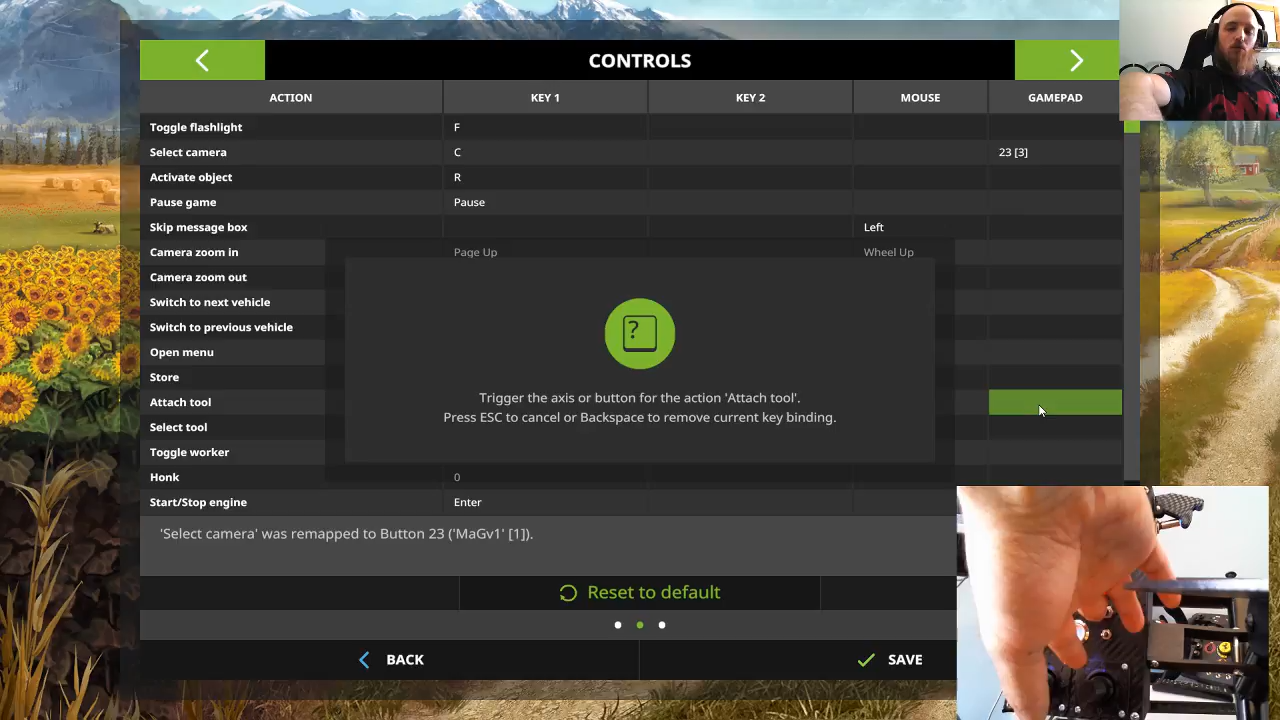 CONTROLS
ACTION KEY 1 KEY 2 MOUSE GAMEPAD
Toggle flashlight F
Select camera C 23 [3]
Activate object R
Pause game Pause
Skip message box Left
Camera zoom in Page Up Wheel Up
Camera zoom out
Switch to next vehicle
Switch to previous vehicle
Open menu
Store
Attach tool
Select tool
Toggle worker
Honk 0
Start/Stop engine Enter
?
Trigger the axis or button for the action 'Attach tool'.
Press ESC to cancel or Backspace to remove current key binding.
'Select camera' was remapped to Button 23 ('MaGv1' [1]).
Reset to default
BACK SAVE